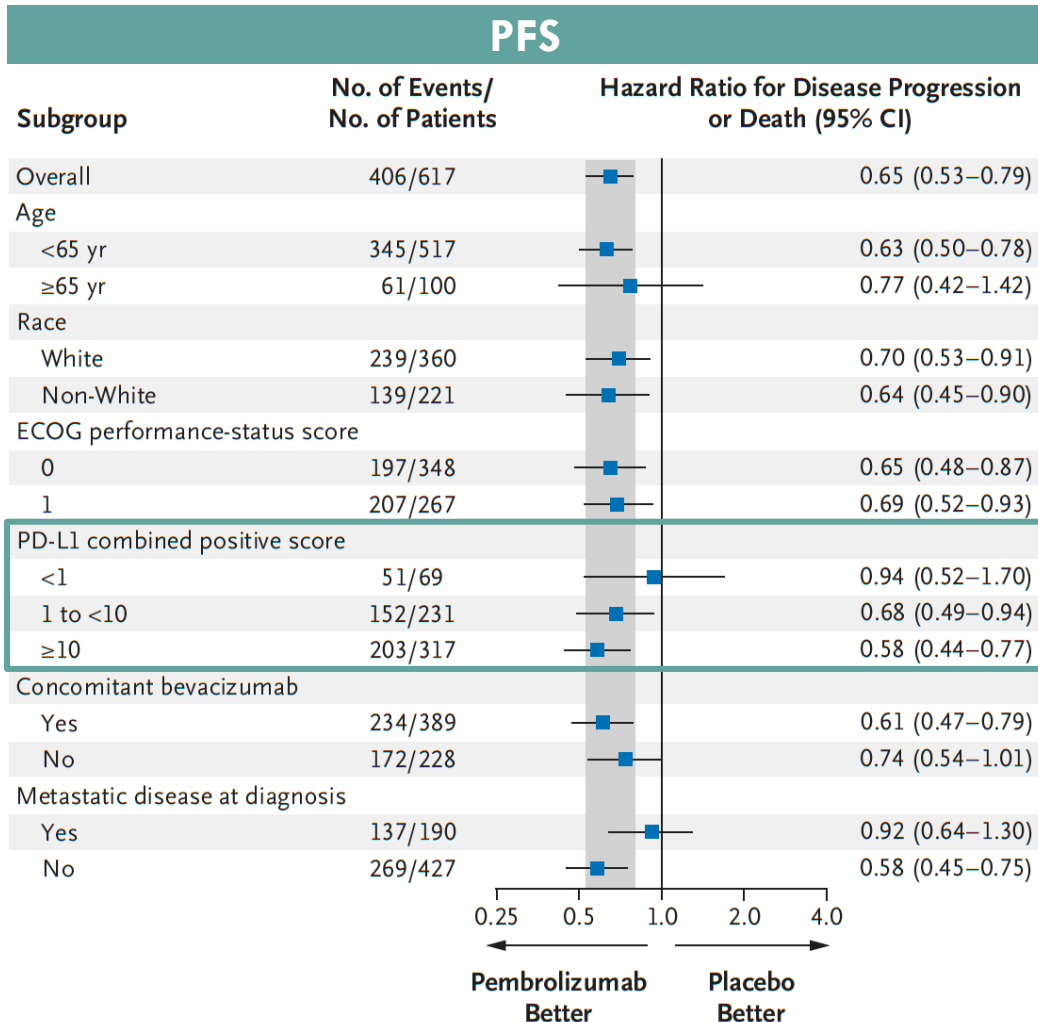 PFS
Subgroup No. of Events/ No. of Patients Hazard Ratio for Disease Progression or Death (95% CI)
Overall 406/617 0.65 (0.53–0.79)
Age
<65 yr 345/517 0.63 (0.50–0.78)
≥65 yr 61/100 0.77 (0.42–1.42)
Race
White 239/360 0.70 (0.53–0.91)
Non-White 139/221 0.64 (0.45–0.90)
ECOG performance-status score
0 197/348 0.65 (0.48–0.87)
1 207/267 0.69 (0.52–0.93)
PD-L1 combined positive score
<1 51/69 0.94 (0.52–1.70)
1 to <10 152/231 0.68 (0.49–0.94)
≥10 203/317 0.58 (0.44–0.77)
Concomitant bevacizumab
Yes 234/389 0.61 (0.47–0.79)
No 172/228 0.74 (0.54–1.01)
Metastatic disease at diagnosis
Yes 137/190 0.92 (0.64–1.30)
No 269/427 0.58 (0.45–0.75)
0.25 0.5 1.0 2.0 4.0
Pembrolizumab Placebo
Better Better